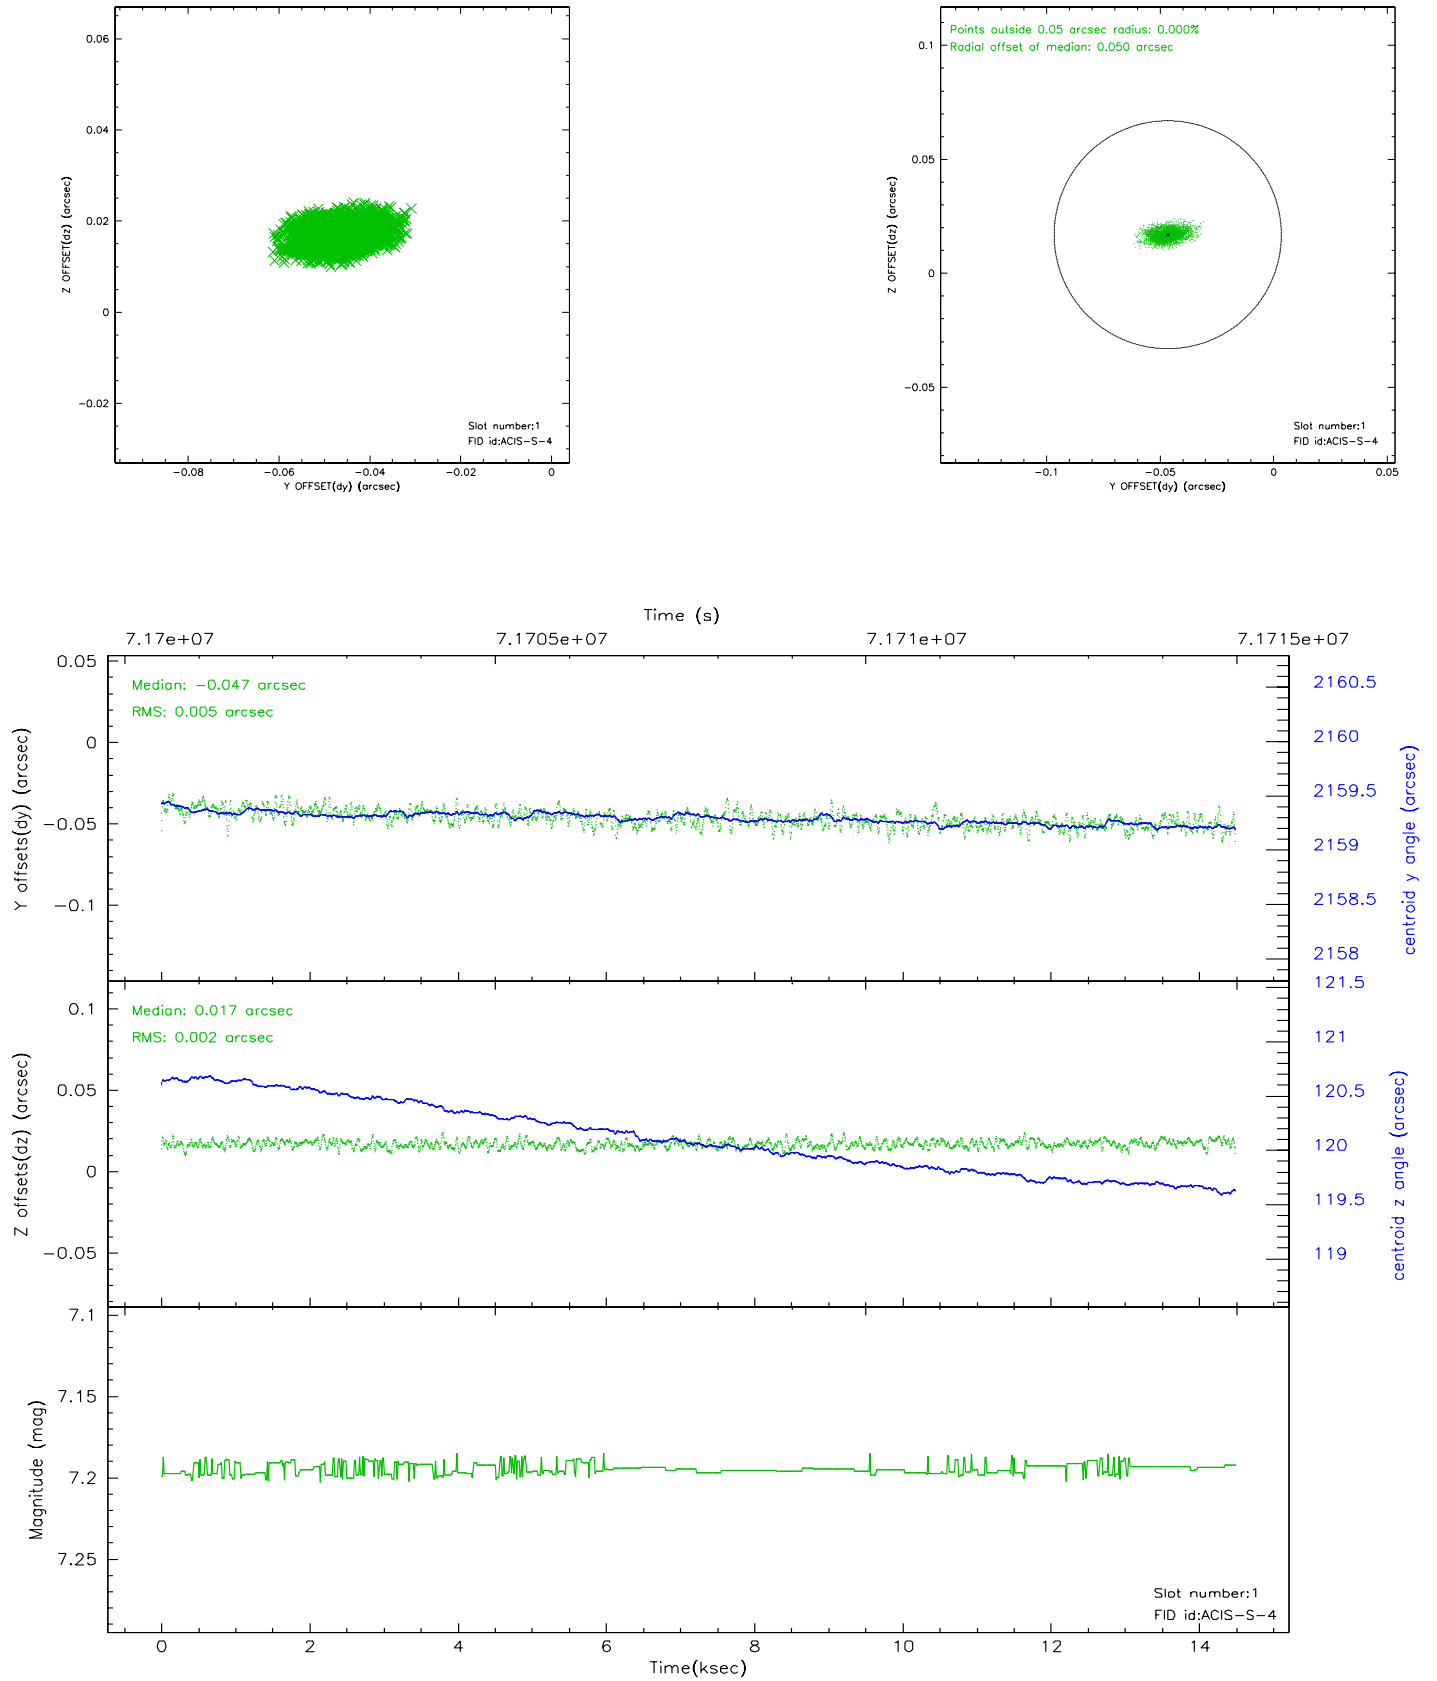 0.06
0.04
0.02
0
−0.02
Z OFFSET(dz) (arcsec)
−0.08
−0.06
−0.04
−0.02
0
Y OFFSET(dy) (arcsec)
Slot number:1
FID id:ACIS−S−4
Points outside 0.05 arcsec radius: 0.000%
Radial offset of median: 0.050 arcsec
0.1
0.05
0
−0.05
Z OFFSET(dz) (arcsec)
−0.1
−0.05
0
0.05
Y OFFSET(dy) (arcsec)
Slot number:1
FID id:ACIS−S−4
Time (s)
7.17e+07
7.1705e+07
7.171e+07
7.1715e+07
0.05
0
−0.05
−0.1
Y offsets(dy) (arcsec)
Median: −0.047 arcsec
RMS: 0.005 arcsec
2160.5
2160
2159.5
2159
2158.5
2158
centroid y angle (arcsec)
0.1
0.05
0
−0.05
Z offsets(dz) (arcsec)
Median: 0.017 arcsec
RMS: 0.002 arcsec
121.5
121
120.5
120
119.5
119
centroid z angle (arcsec)
7.1
7.15
7.2
7.25
Magnitude (mag)
Slot number:1
FID id:ACIS−S−4
0
2
4
6
8
10
12
14
Time(ksec)